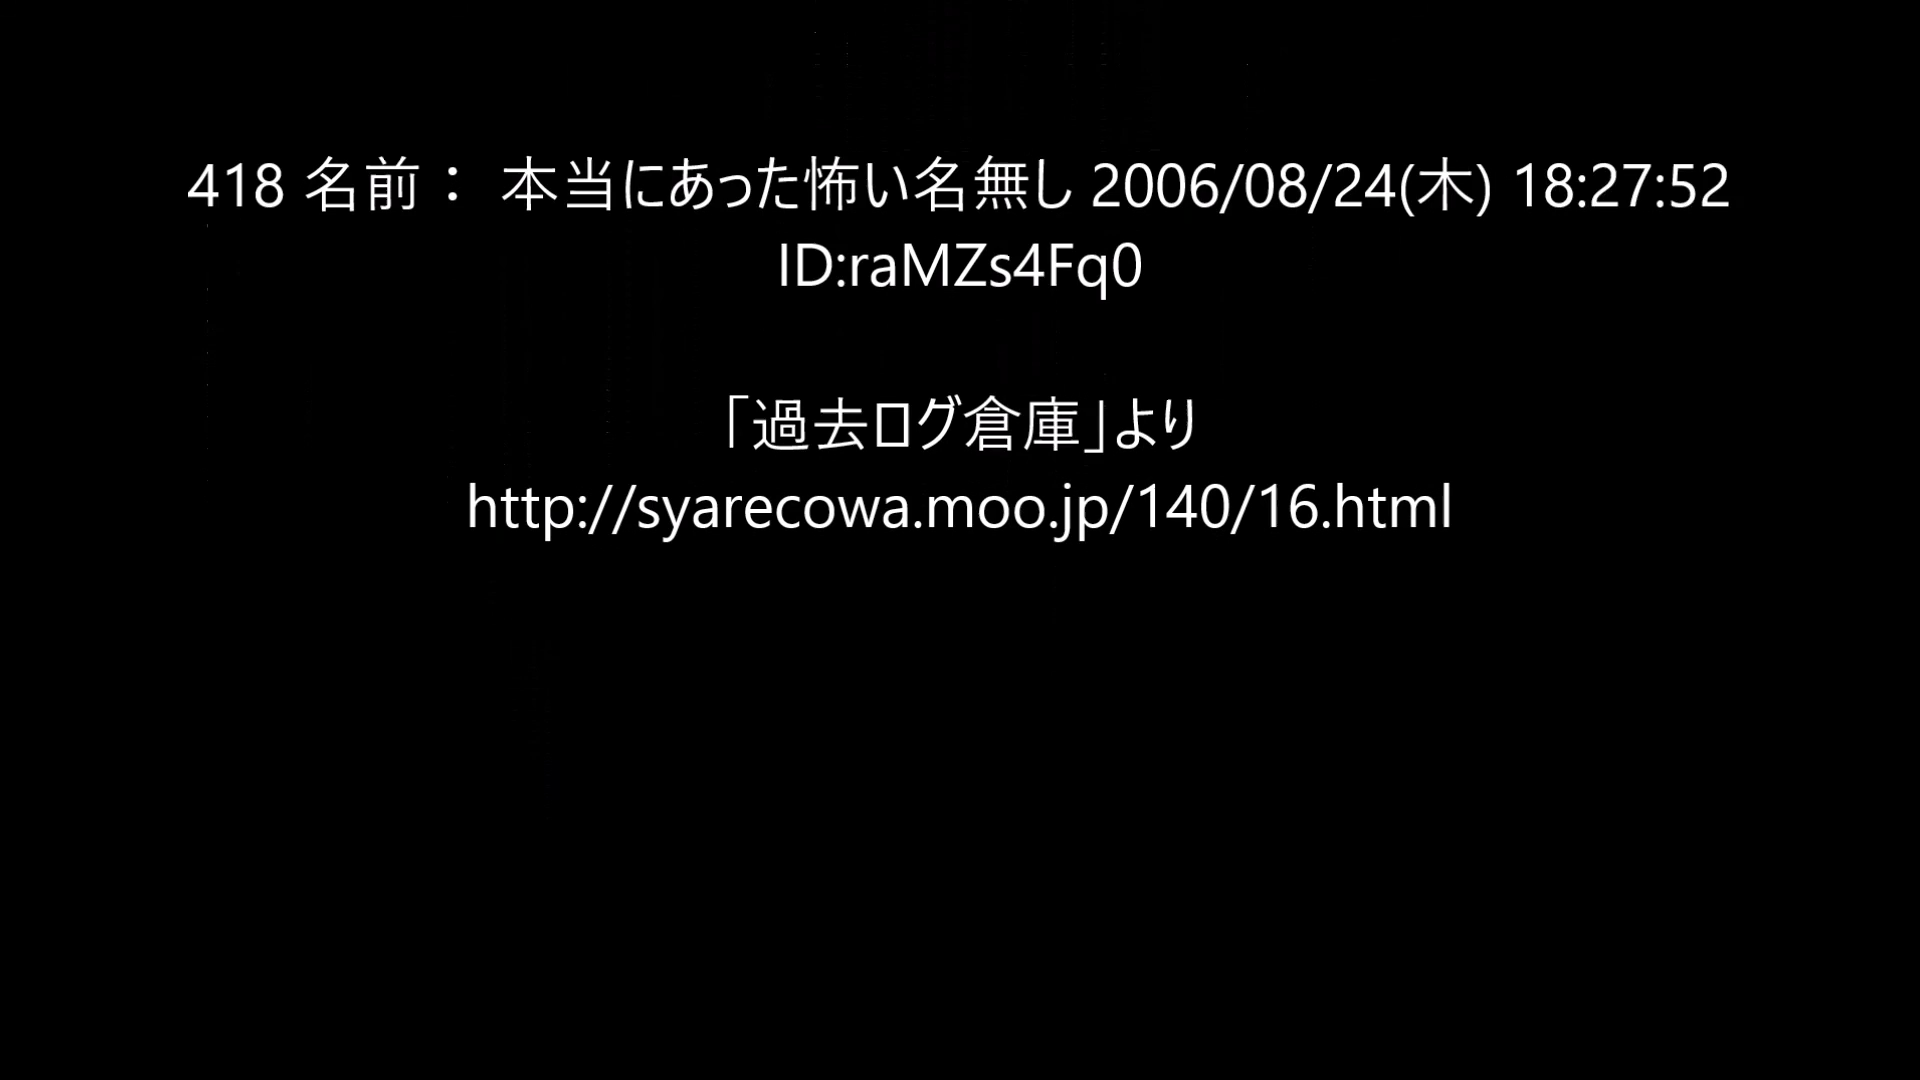 418 名前： 本当にあった怖い名無し 2006/08/24(木) 18:27:52
ID:raMZs4Fq0
「過去ログ倉庫」より
http://syarecowa.moo.jp/140/16.html